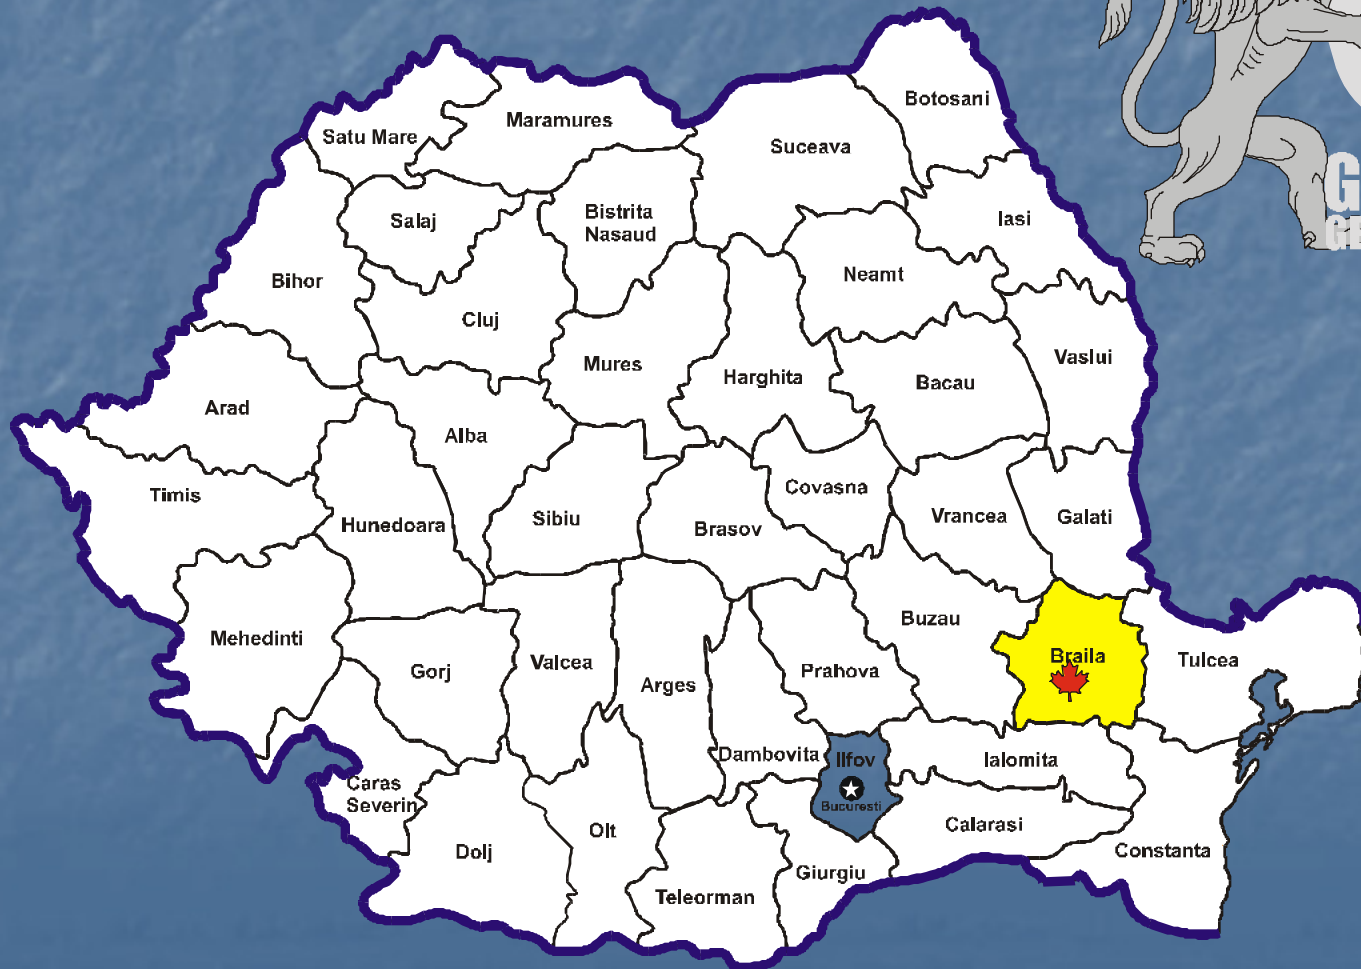 Botosani
Maramures
Satu Mare
Suceava
Salaj
Bistrita
Nasaud
Iasi
Bihor
Neamt
Cluj
Mures
Harghita
Vaslui
Bacau
Arad
Alba
Timis
Covasna
Hunedoara
Sibiu
Brasov
Vrancea
Galati
Buzau
Mehedinti
Braila
Tulcea
Gorj
Valcea
Arges
Prahova
Dambovita
Ilfov
Ialomita
Caras
Severin
Bucuresti
Calarasi
Olt
Dolj
Constanta
Giurgiu
Teleorman